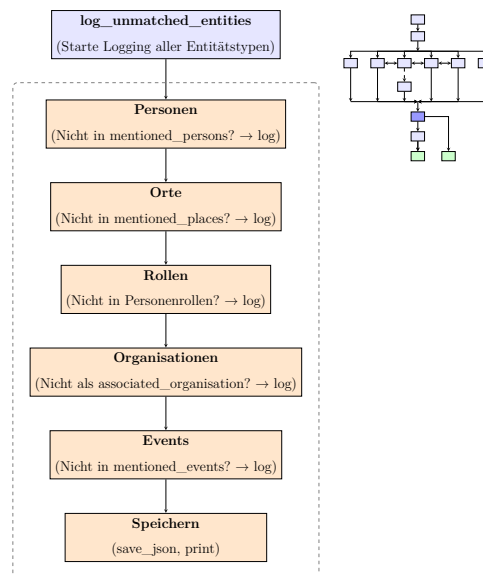 log_unmatched_entities
(Starte Logging aller Entitätstypen)
Personen
(Nicht in mentioned_persons? → log)
Orte
(Nicht in mentioned_places? → log)
Rollen
(Nicht in Personenrollen? → log)
Organisationen
(Nicht als associated_organisation? → log)
Events
(Nicht in mentioned_events? → log)
Speichern
(save_json, print)